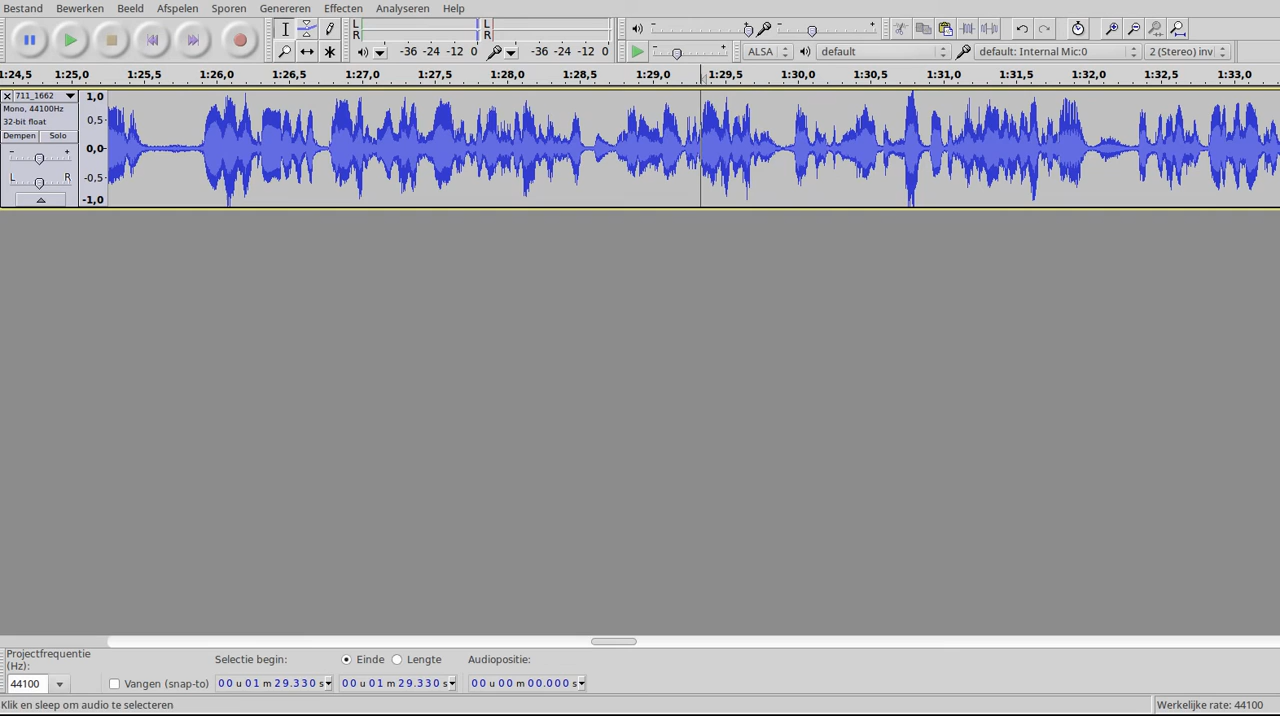 Bestand Bewerken Beeld Afspelen Sporen Genereren Effecten Analyseren Help
L
R
-36 -24 -12 0
L
R
-36 -24 -12 0
- +
- +
- +
ALSA default default: Internal Mic:0 2 (Stereo) inv
1:24,5 1:25,0 1:25,5 1:26,0 1:26,5 1:27,0 1:27,5 1:28,0 1:28,5 1:29,0 1:29,5 1:30,0 1:30,5 1:31,0 1:31,5 1:32,0 1:32,5 1:33,0
711_1662
Mono, 44100Hz
32-bit float
Dempen Solo
- +
L R
1,0
0,5
0,0
-0,5
-1,0
Projectfrequentie
(Hz):
44100
Vangen (snap-to)
Selectie begin: Einde Lengte Audiopositie:
00 u 01 m 29.330 s 00 u 01 m 29.330 s 00 u 00 m 00.000 s
Klik en sleep om audio te selecteren
Werkelijke rate: 44100